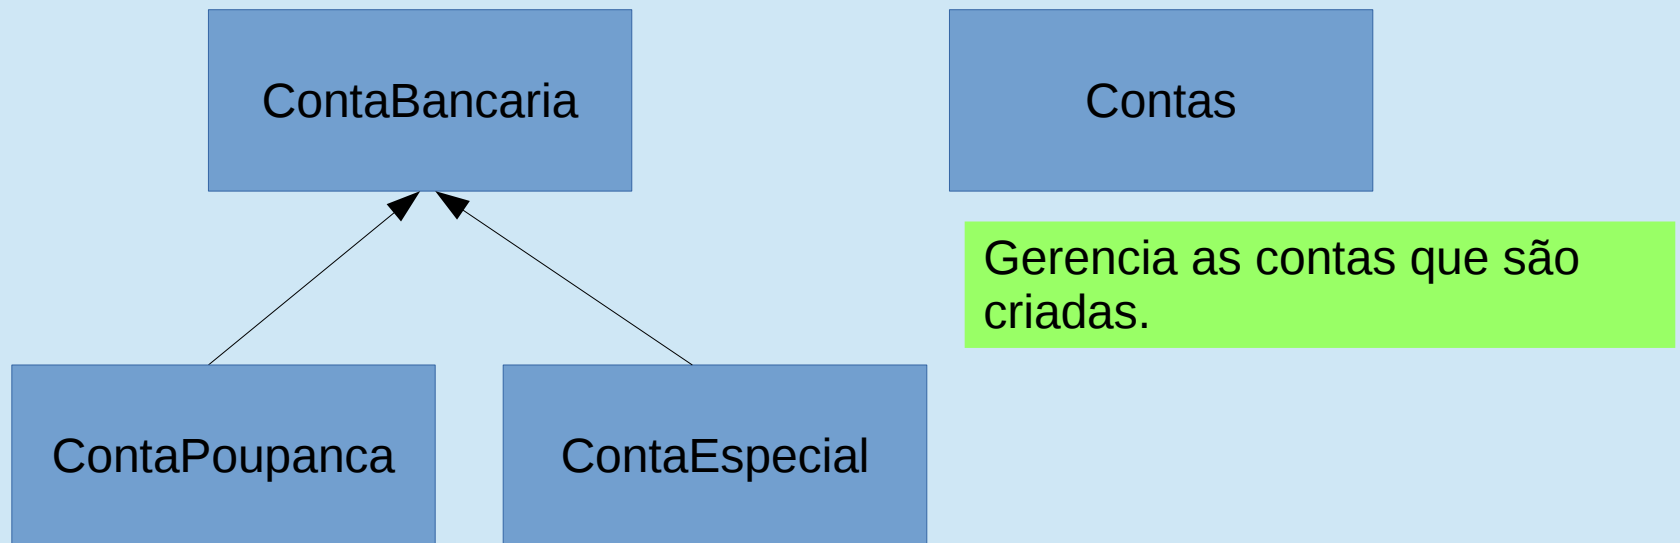 ContaBancaria
Contas
Gerencia as contas que são
criadas.
ContaPoupanca
ContaEspecial